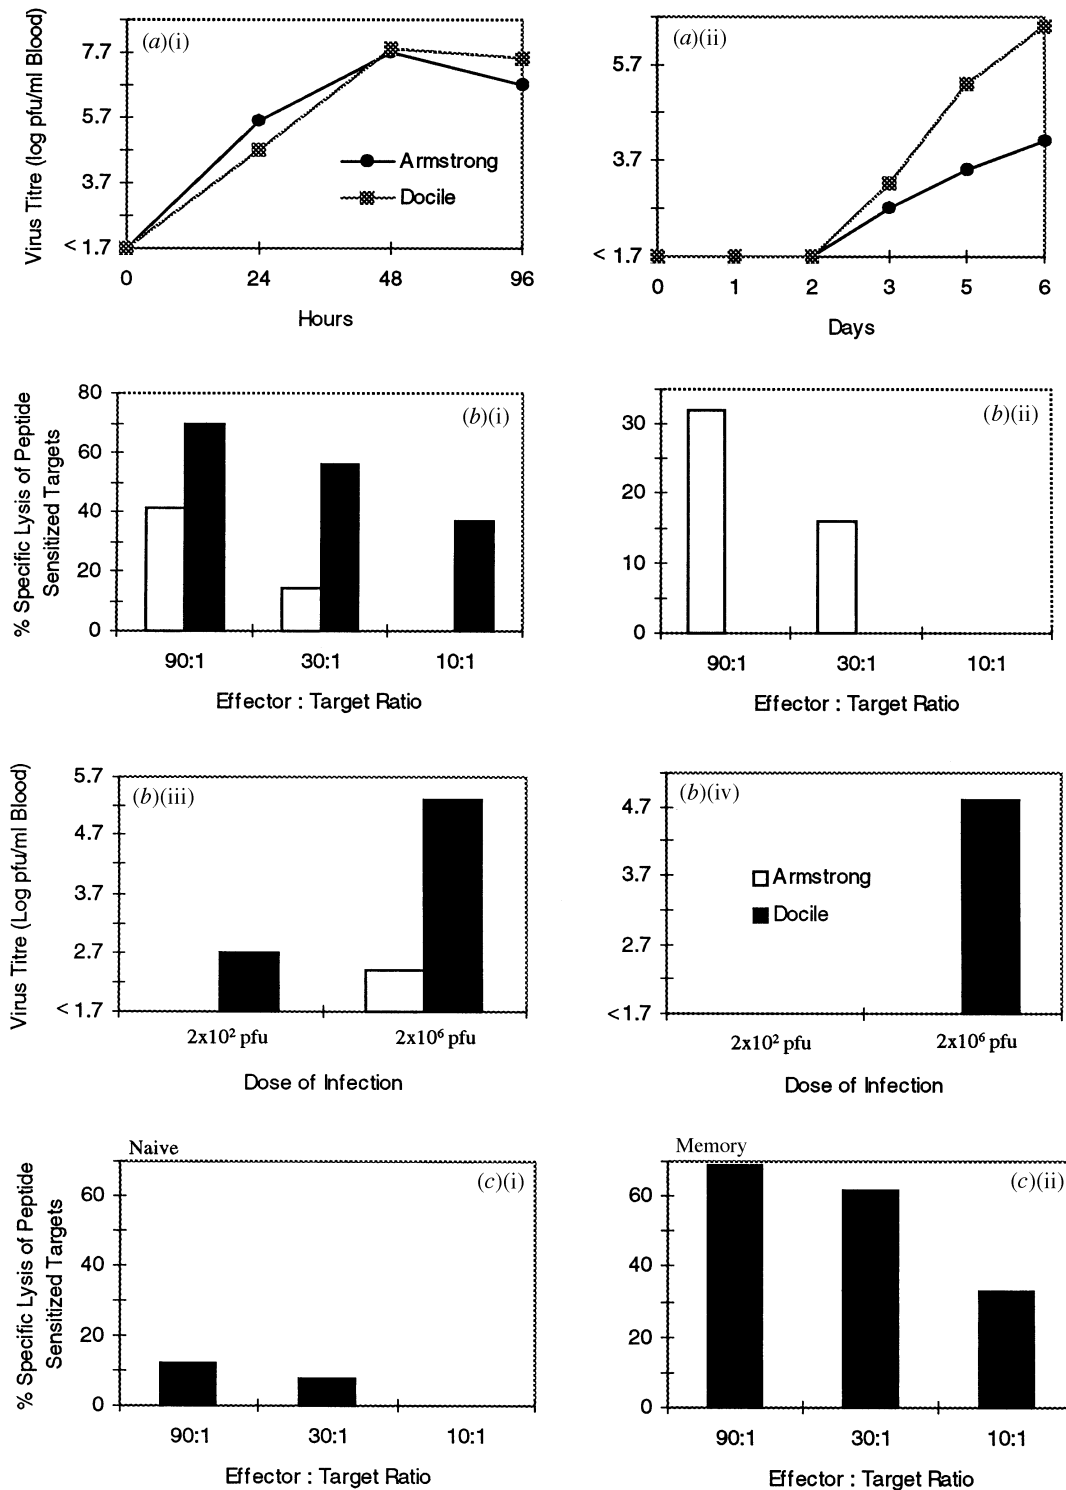 (a)(i)
Virus Titre (log pfu/ml Blood)
7.7
5.7
3.7
< 1.7
Armstrong
Docile
0 24 48 96
Hours
(a)(ii)
5.7
3.7
< 1.7
0 1 2 3 5 6
Days
(b)(i)
% Specific Lysis of Peptide
Sensitized Targets
80
60
40
20
0
90:1 30:1 10:1
Effector : Target Ratio
(b)(ii)
30
20
10
0
90:1 30:1 10:1
Effector : Target Ratio
(b)(iii)
Virus Titre (Log pfu/ml Blood)
5.7
4.7
3.7
2.7
< 1.7
2x10² pfu 2x10⁶ pfu
Dose of Infection
(b)(iv)
4.7
3.7
2.7
<1.7
Armstrong
Docile
2x10² pfu 2x10⁶ pfu
Dose of Infection
Naive
(c)(i)
% Specific Lysis of Peptide
Sensitized Targets
60
40
20
0
90:1 30:1 10:1
Effector : Target Ratio
Memory
(c)(ii)
60
40
20
0
90:1 30:1 10:1
Effector : Target Ratio